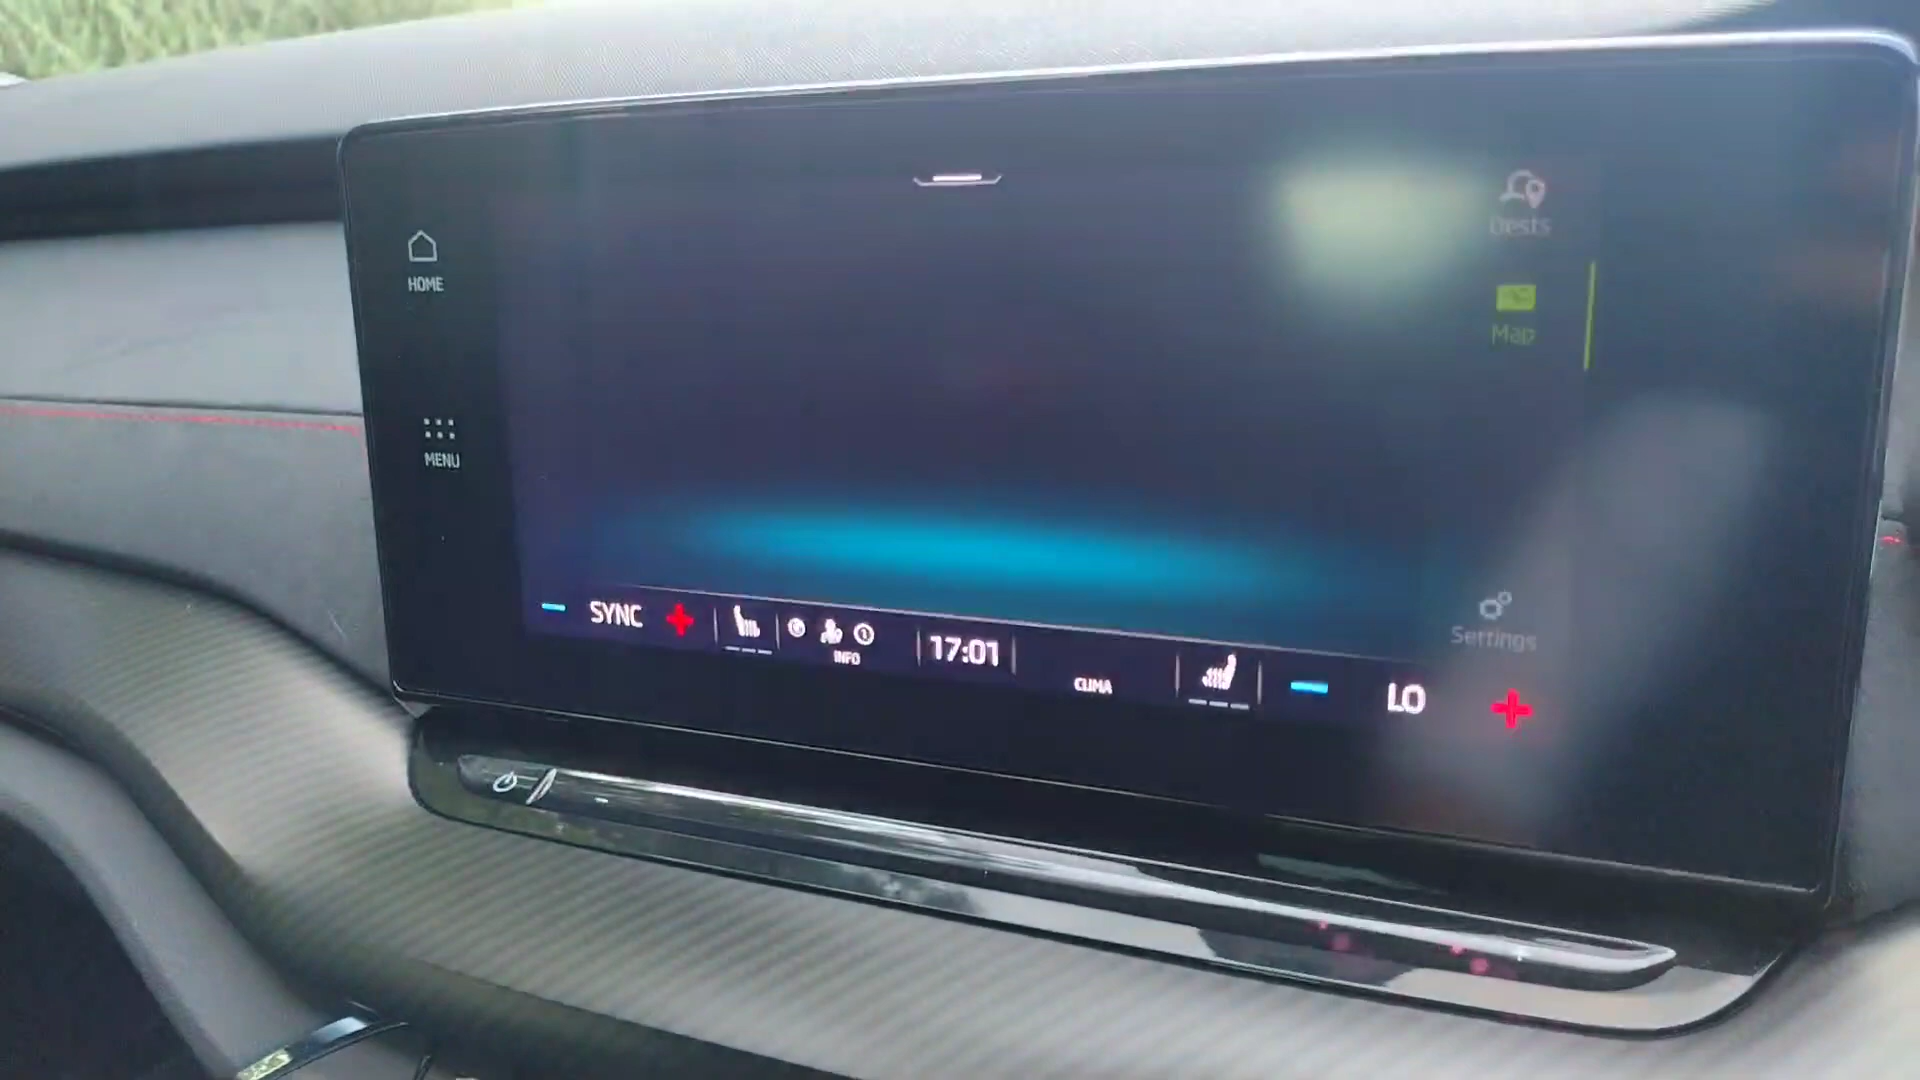 HOME
MENU
Dests
Map
Settings
SYNC
INFO
17:01
CLIMA
LO